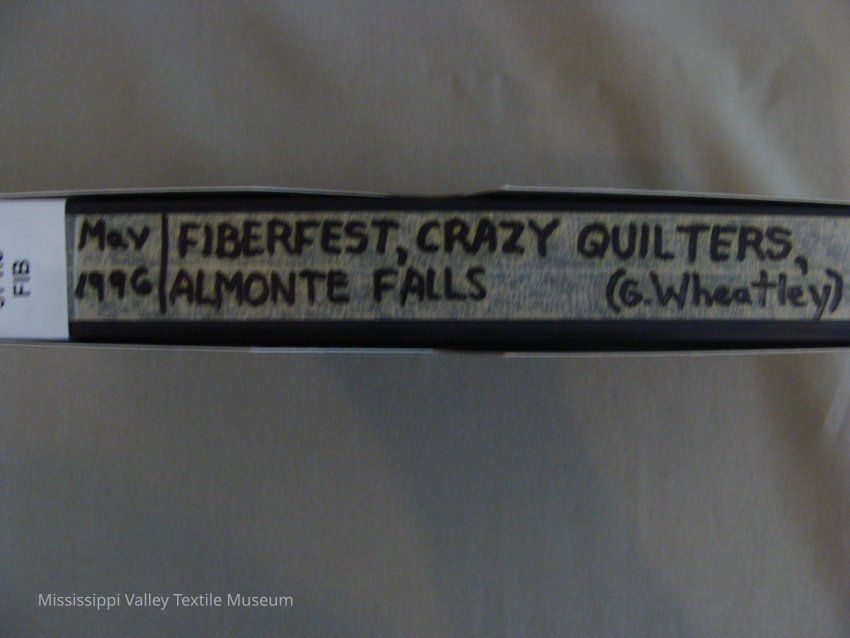 May 1996
FIBERFEST, CRAZY QUILTERS,
ALMONTE FALLS (G. Wheatley)
FIB
Mississippi Valley Textile Museum